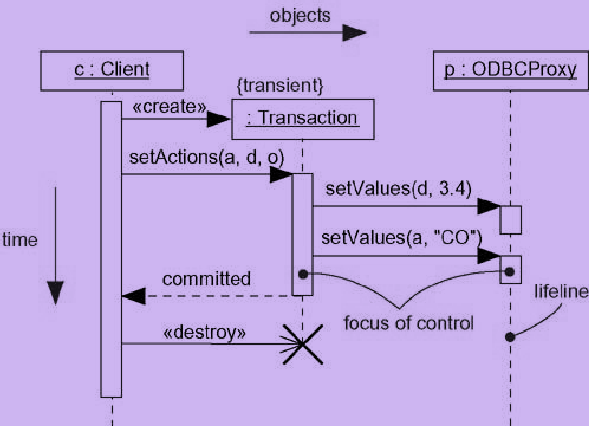 objects
c : Client
p : ODBCProxy
{transient}
«create»
: Transaction
setActions(a, d, o)
setValues(d, 3.4)
time
setValues(a, "CO")
committed
lifeline
focus of control
«destroy»